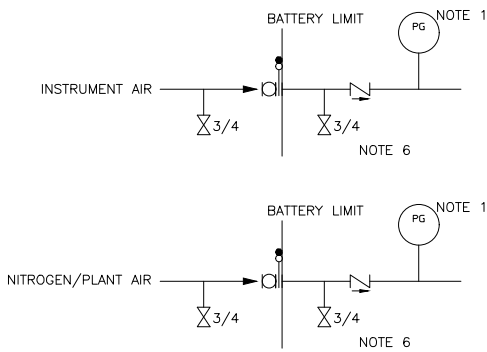 BATTERY LIMIT
PG
NOTE 1
INSTRUMENT AIR
3/4
3/4
NOTE 6
BATTERY LIMIT
PG
NOTE 1
NITROGEN/PLANT AIR
3/4
3/4
NOTE 6